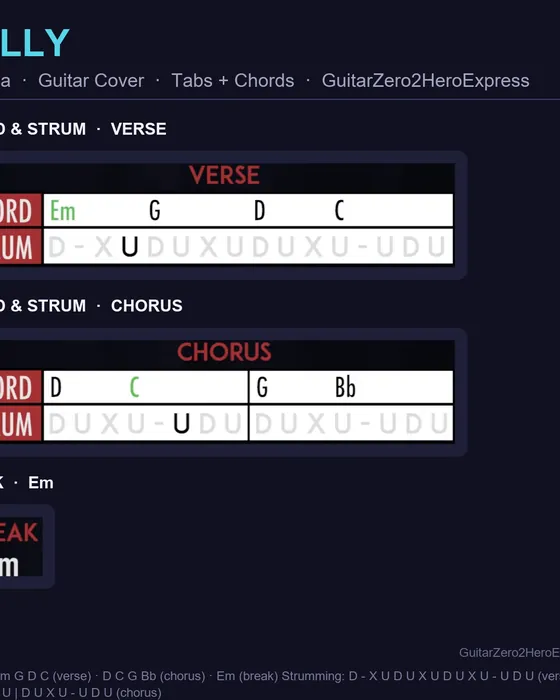 LLY
a · Guitar Cover · Tabs + Chords · GuitarZero2HeroExpress
D & STRUM · VERSE
VERSE
ORD Em G D C
UM D - X U D U X U D U X U - U D U
D & STRUM · CHORUS
CHORUS
ORD D C G Bb
UM D U X U - U D U D U X U - U D U
K · Em
EAK
m
GuitarZero2HeroE
m G D C (verse) · D C G Bb (chorus) · Em (break) Strumming: D - X U D U X U D U X U - U D U (ver
U | D U X U - U D U (chorus)